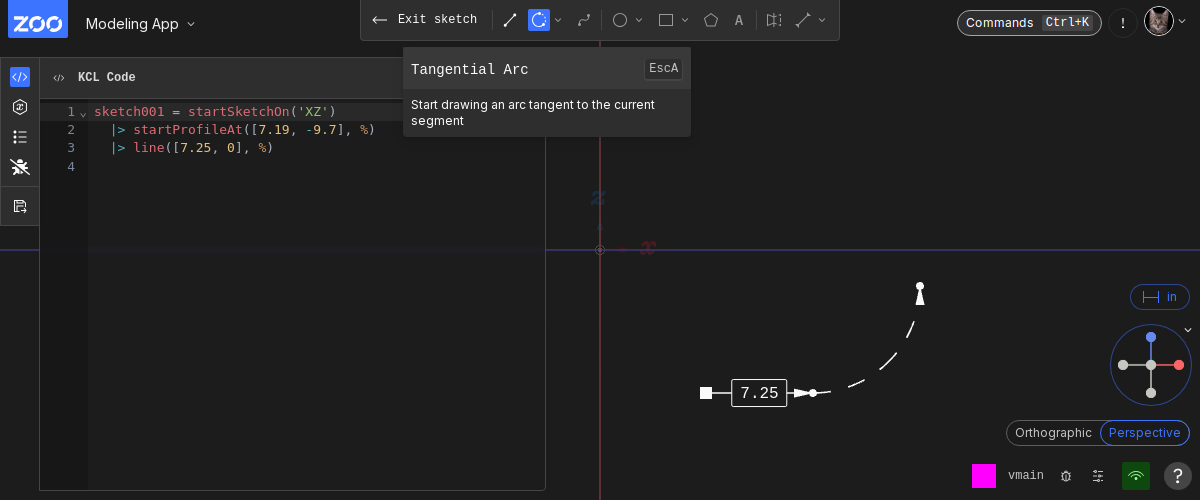 ZOO
Modeling App
Exit sketch
A
Commands Ctrl+K
!
Tangential Arc EscA
Start drawing an arc tangent to the current
segment
KCL Code
1 sketch001 = startSketchOn('XZ')
2 |> startProfileAt([7.19, -9.7], %)
3 |> line([7.25, 0], %)
4
z
x
in
7.25
Orthographic Perspective
vmain
?